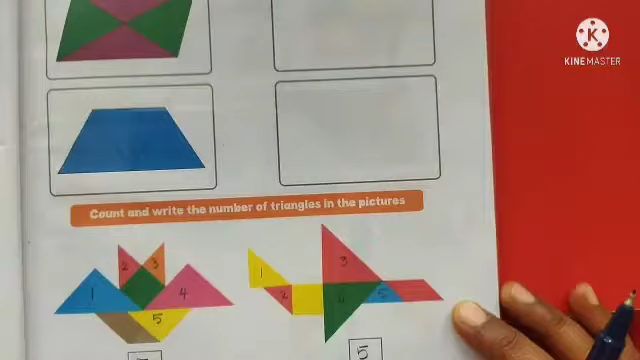 K
KINEMASTER
Count and write the number of triangles in the pictures
2 3
1 4
5
3
1
2 4 5
5